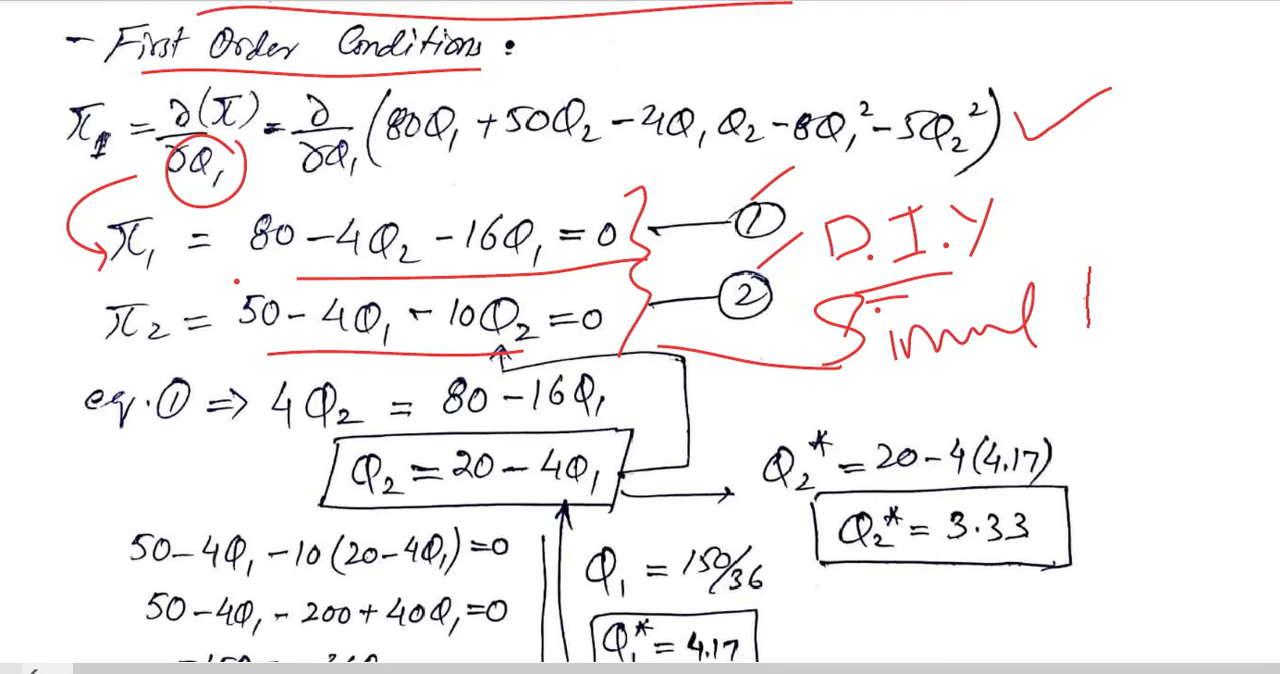 - First Order Conditions :
π₁ = ∂(π)/∂Q₁ = ∂/∂Q₁ (80Q₁ + 50Q₂ - 4Q₁Q₂ - 8Q₁² - 5Q₂²)
π₁ = 80 - 4Q₂ - 16Q₁ = 0 ①
D.I.Y
π₂ = 50 - 4Q₁ - 10Q₂ = 0 ②
eq.① ⇒ 4Q₂ = 80 - 16Q₁
Q₂ = 20 - 4Q₁
Q₂* = 20 - 4(4.17)
Q₂* = 3.33
50 - 4Q₁ - 10(20 - 4Q₁) = 0
50 - 4Q₁ - 200 + 40Q₁ = 0
Q₁ = 150/36
Q₁* = 4.17